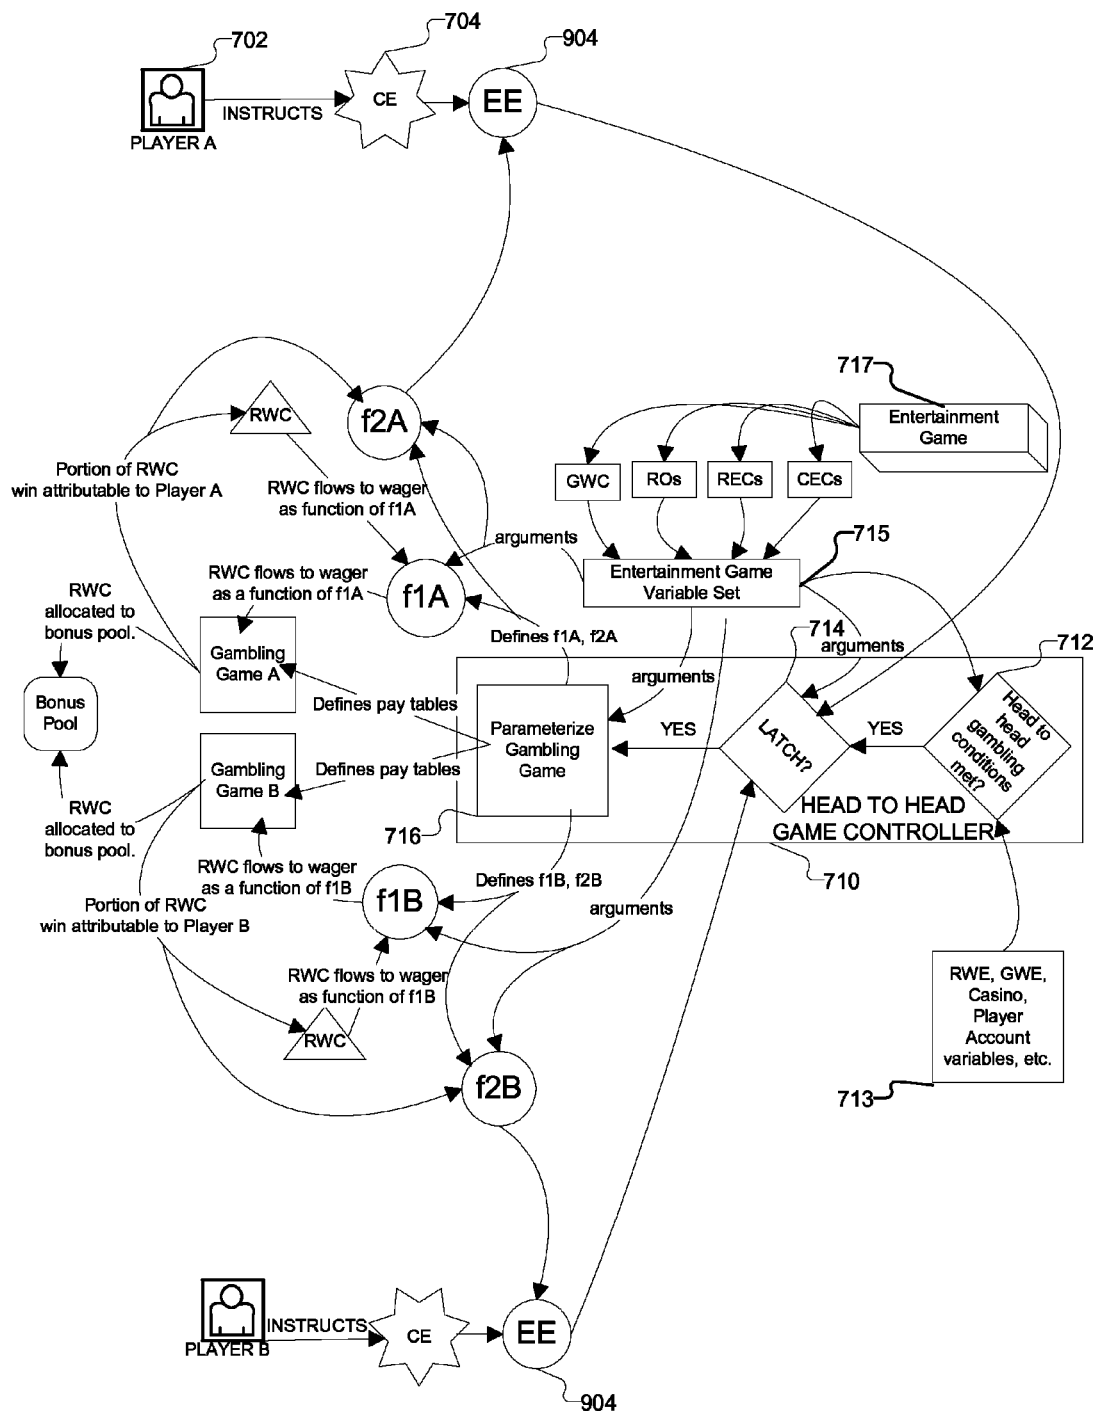 704
904
702
CE
EE
INSTRUCTS
PLAYER A
717
Entertainment
Game
RWC
f2A
GWC
ROs
RECs
CECs
Portion of RWC
win attributable to Player A
RWC flows to wager
as function of f1A
arguments
715
Entertainment Game
Variable Set
RWC flows to wager
as a function of f1A
f1A
RWC
allocated to
bonus pool.
714
712
Defines f1A, f2A
arguments
Gambling
Game A
arguments
Bonus
Pool
Defines pay tables
Parameterize
Gambling
Game
YES
LATCH?
YES
Head to
head
gambling
conditions
met?
Gambling
Game B
Defines pay tables
RWC
allocated to
bonus pool.
716
HEAD TO HEAD
GAME CONTROLLER
RWC flows to wager
as a function of f1B
f1B
Defines f1B, f2B
710
arguments
Portion of RWC
win attributable to Player B
RWC flows to wager
as function of f1B
RWC
RWE, GWE,
Casino,
Player
Account
variables, etc.
f2B
713
INSTRUCTS
PLAYER B
CE
EE
904